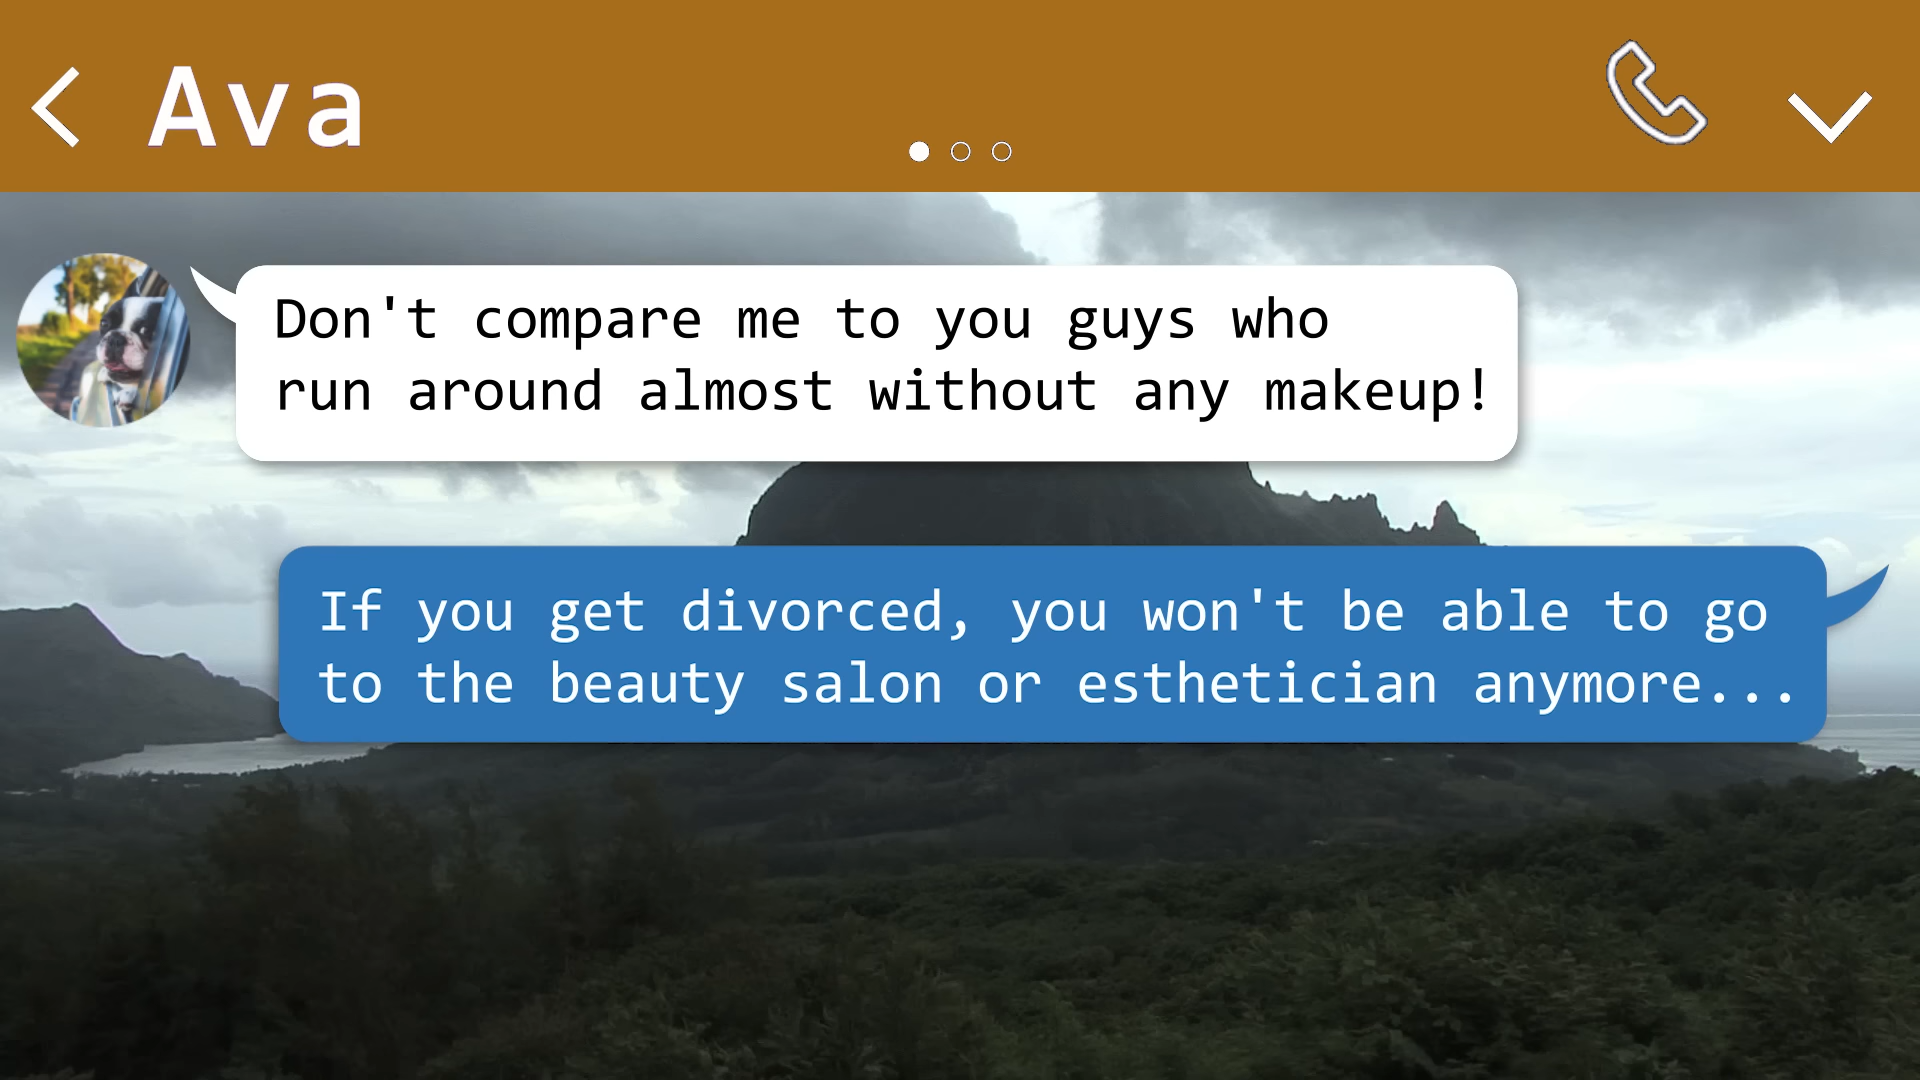 Ava
Don't compare me to you guys who
run around almost without any makeup!
If you get divorced, you won't be able to go
to the beauty salon or esthetician anymore...